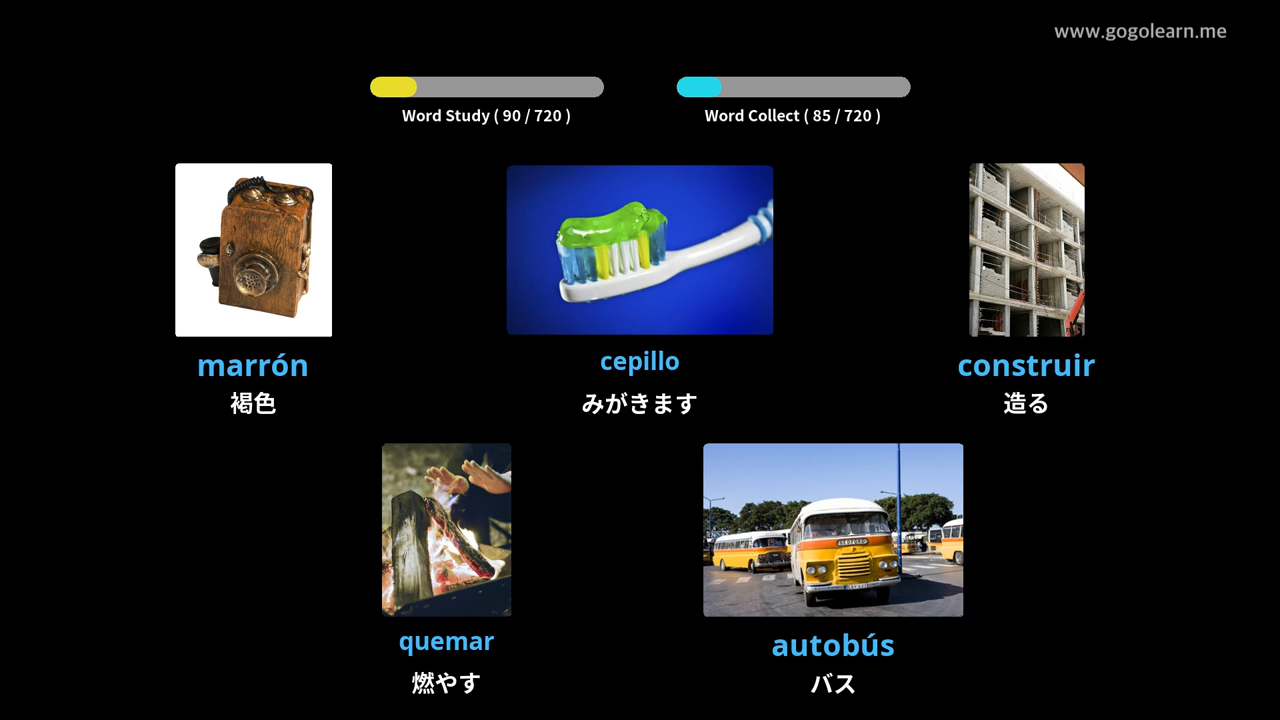 www.gogolearn.me
Word Study ( 90 / 720 )
Word Collect ( 85 / 720 )
marrón
褐色
cepillo
みがきます
construir
造る
quemar
燃やす
BEDFORD
autobús
バス